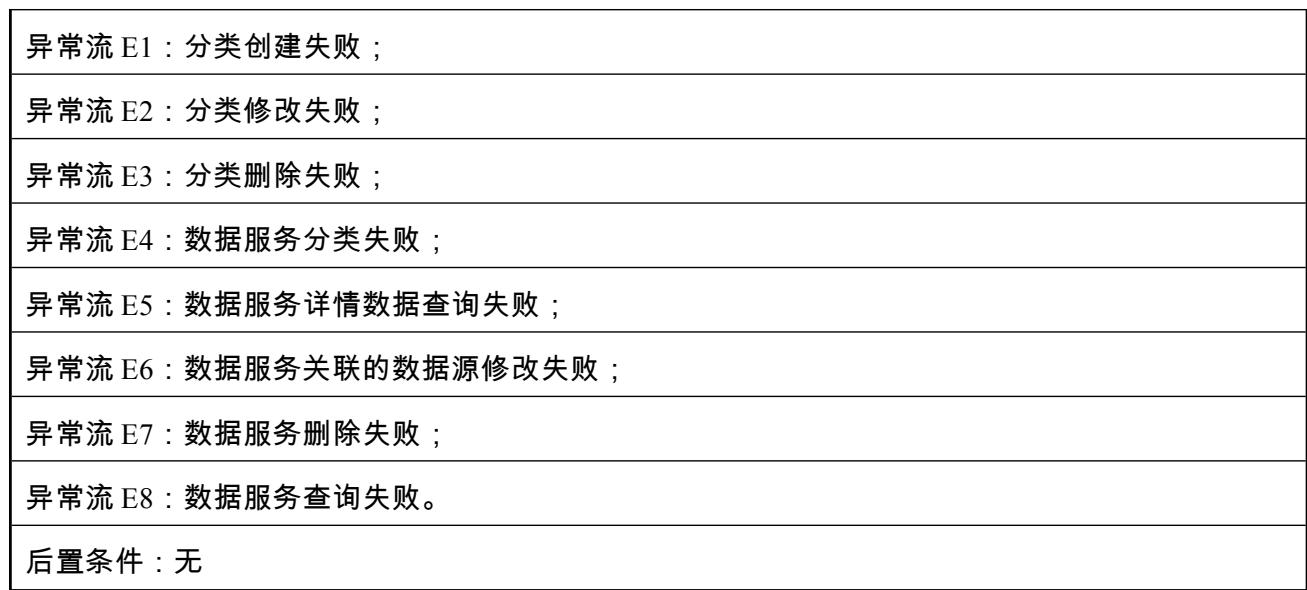 异常流 E1：分类创建失败；
异常流 E2：分类修改失败；
异常流 E3：分类删除失败；
异常流 E4：数据服务分类失败；
异常流 E5：数据服务详情数据查询失败；
异常流 E6：数据服务关联的数据源修改失败；
异常流 E7：数据服务删除失败；
异常流 E8：数据服务查询失败。
后置条件：无